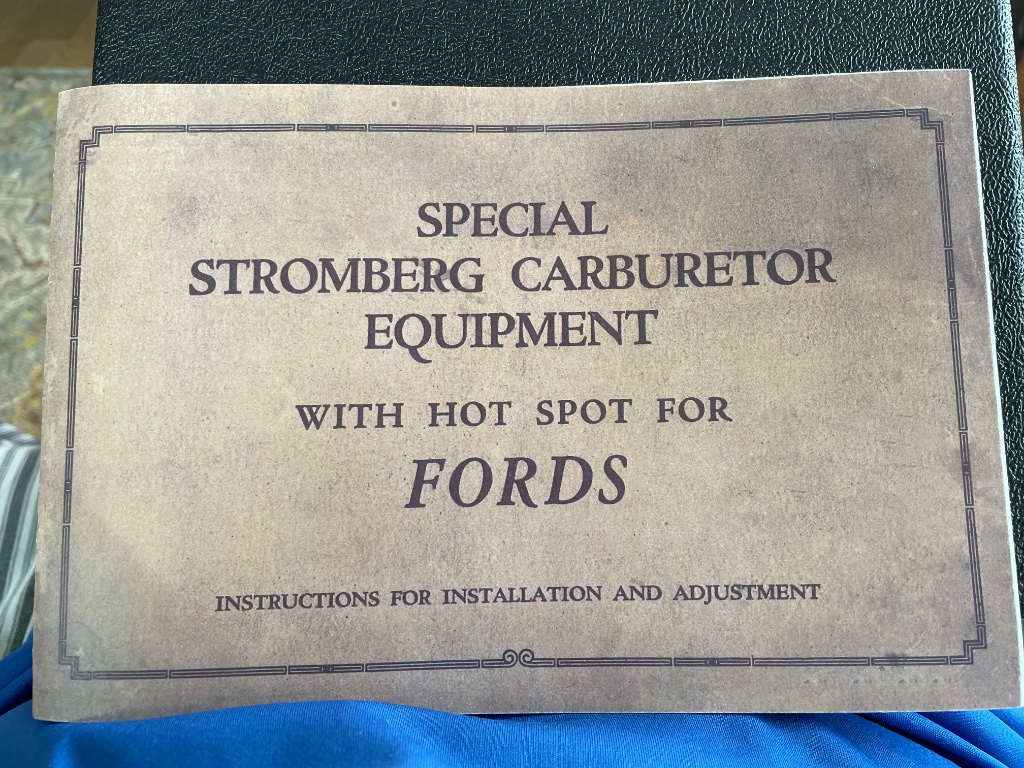 SPECIAL
STROMBERG CARBURETOR
EQUIPMENT
WITH HOT SPOT FOR
FORDS
INSTRUCTIONS FOR INSTALLATION AND ADJUSTMENT